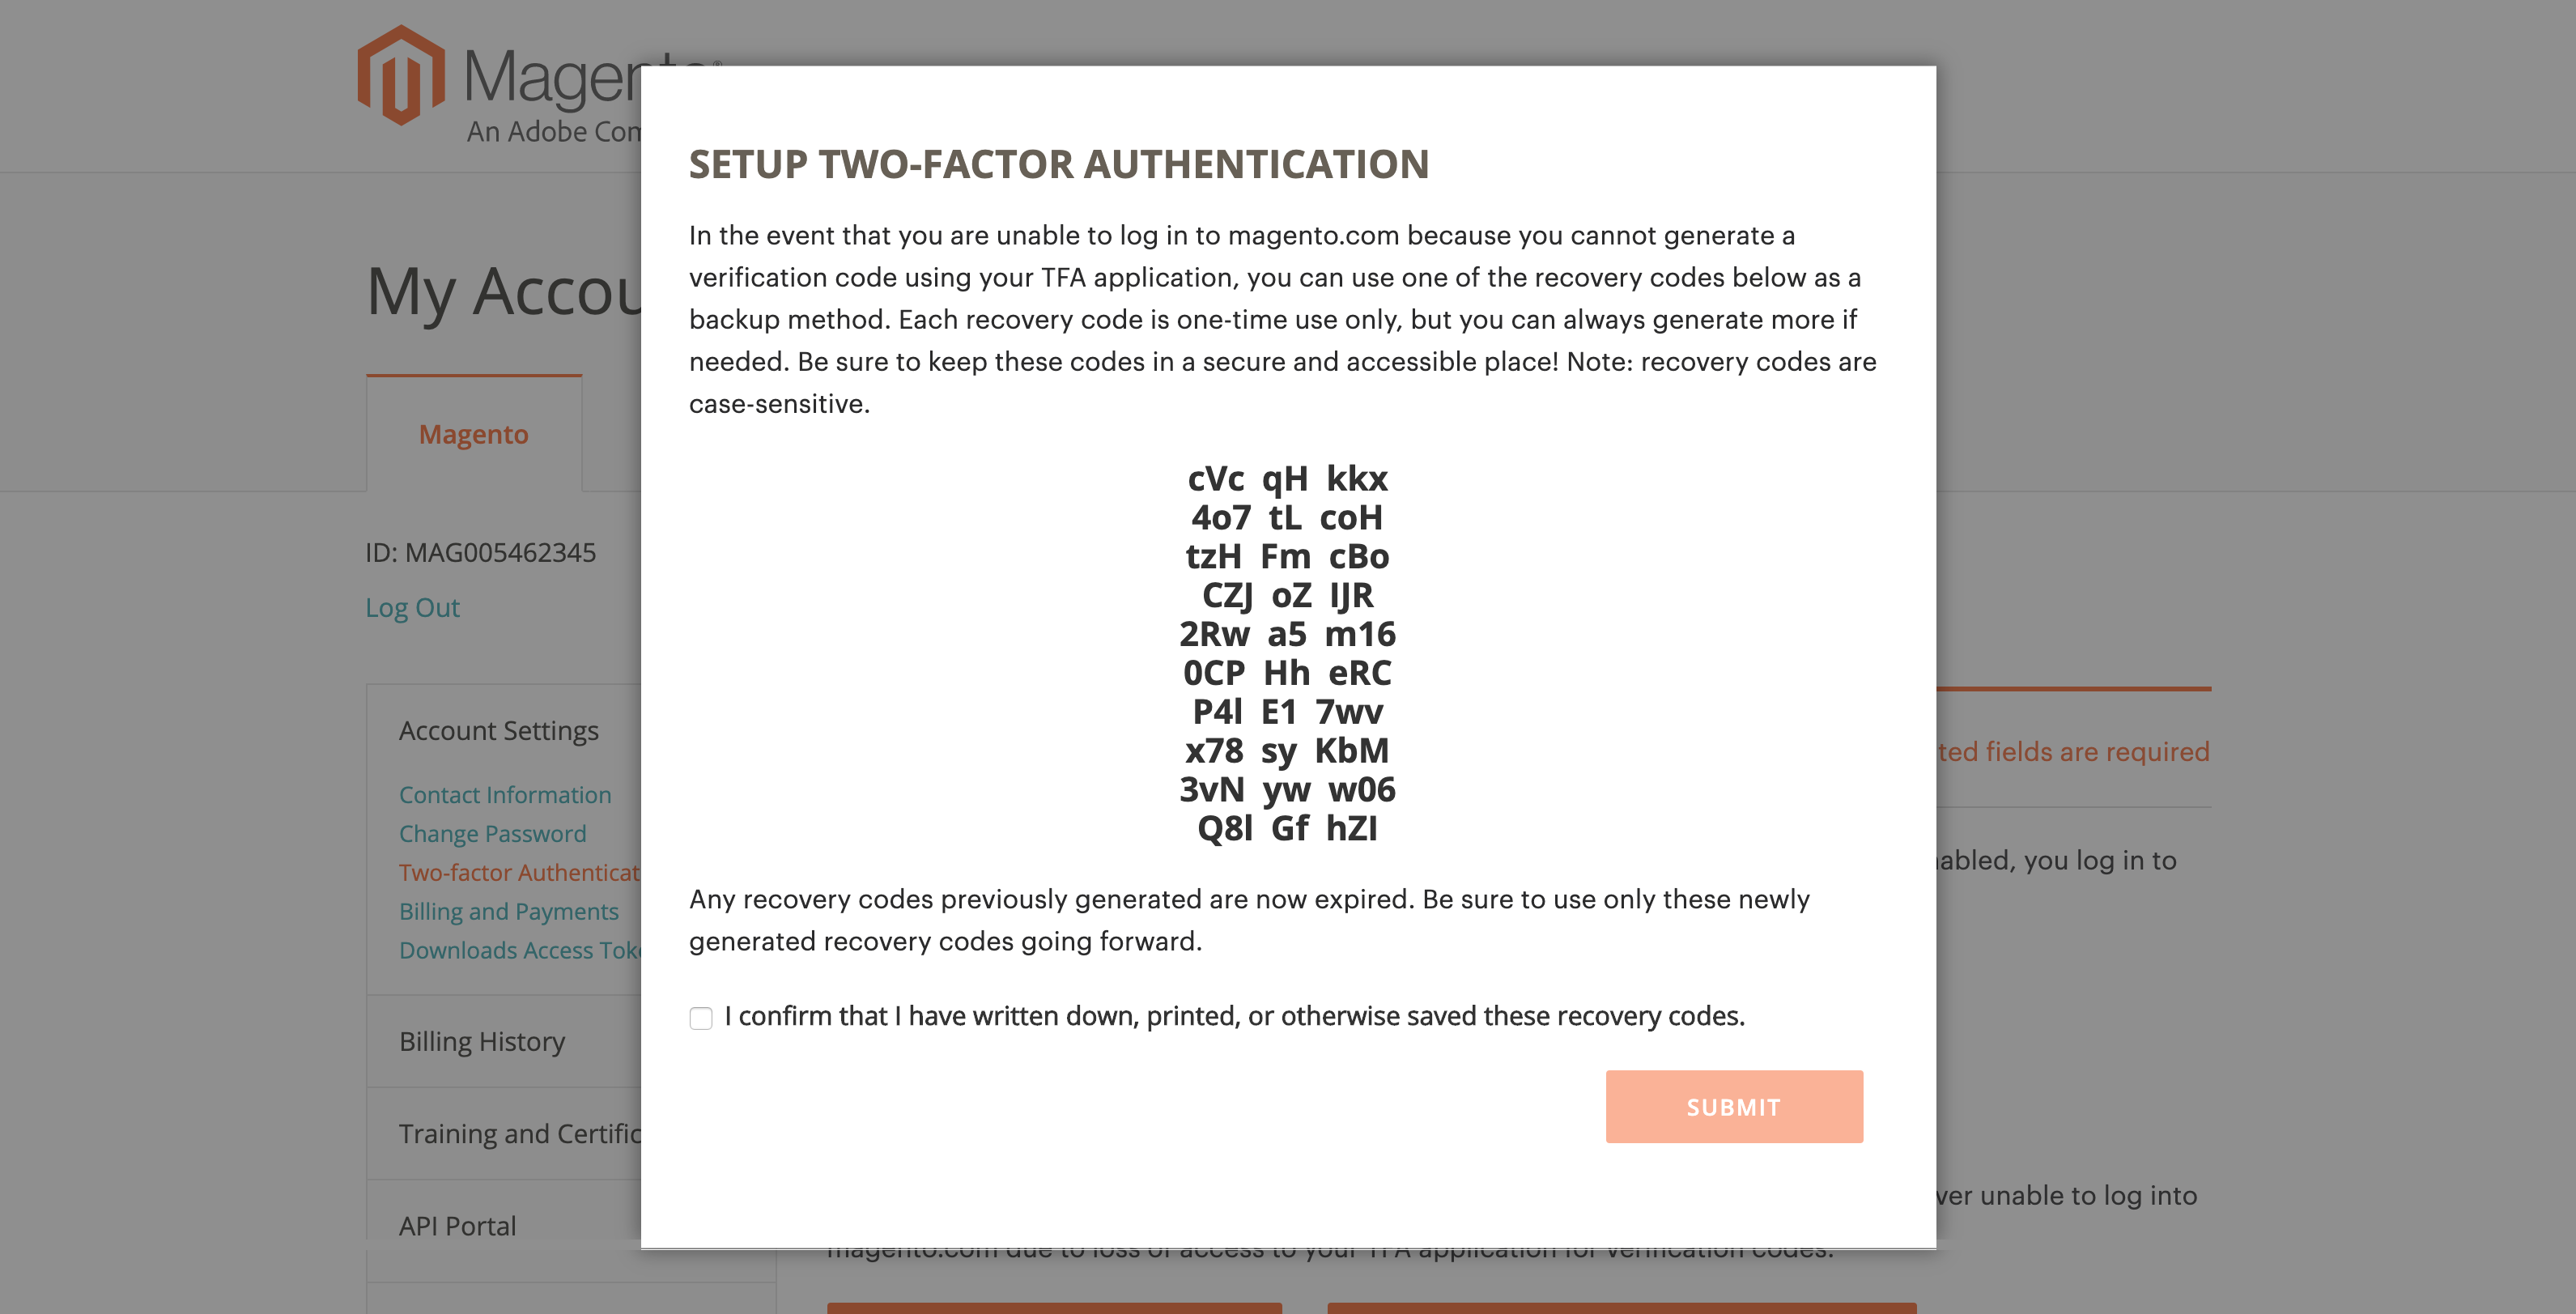 Magento
An Adobe Com
SETUP TWO-FACTOR AUTHENTICATION
In the event that you are unable to log in to magento.com because you cannot generate a
verification code using your TFA application, you can use one of the recovery codes below as a
backup method. Each recovery code is one-time use only, but you can always generate more if
needed. Be sure to keep these codes in a secure and accessible place! Note: recovery codes are
case-sensitive.
cVc qH kkx
4o7 tL coH
tzH Fm cBo
CZJ oZ IJR
2Rw a5 m16
0CP Hh eRC
P4l E1 7wv
x78 sy KbM
3vN yw w06
Q8l Gf hZI
Any recovery codes previously generated are now expired. Be sure to use only these newly
generated recovery codes going forward.
I confirm that I have written down, printed, or otherwise saved these recovery codes.
SUBMIT
My Accou
Magento
ID: MAG005462345
Log Out
Account Settings
Contact Information
Change Password
Two-factor Authenticat
Billing and Payments
Downloads Access Tok
Billing History
Training and Certific
API Portal
ted fields are required
abled, you log in to
ver unable to log into
magento.com due to loss of access to your TFA application for verification codes.